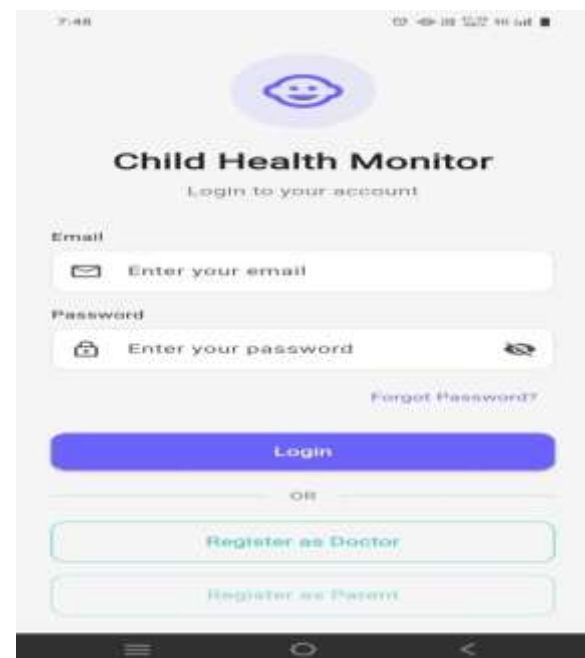 7:48
Child Health Monitor
Login to your account
Email
Enter your email
Password
Enter your password
Forgot Password?
Login
OR
Register as Doctor
Register as Parent